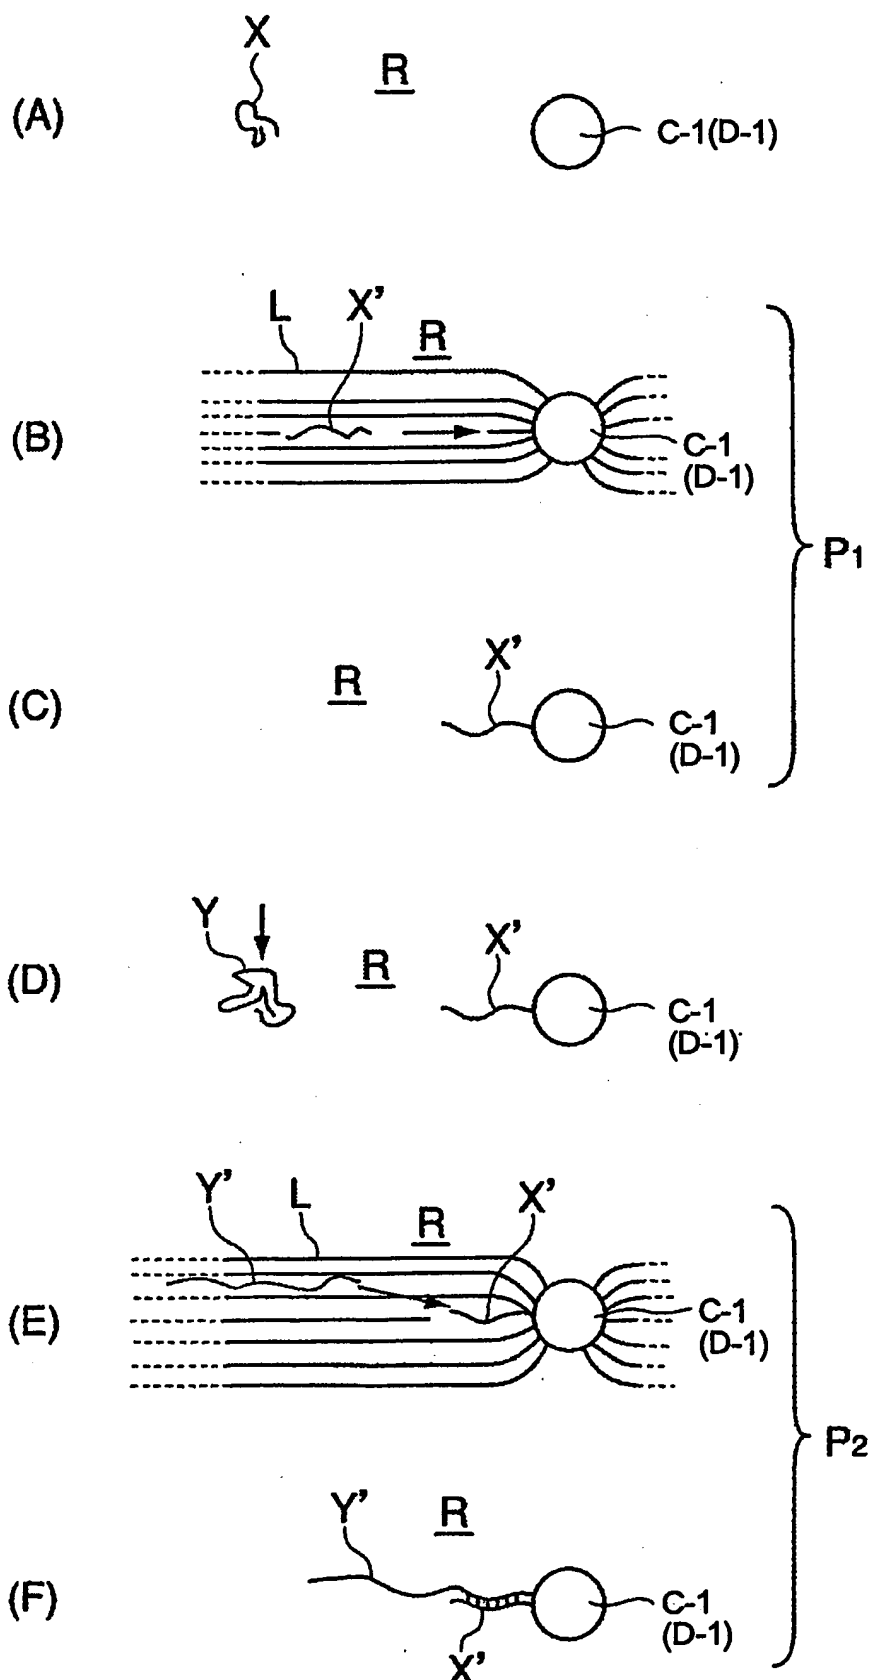 X
R
(A)
C-1(D-1)
L
X'
R
(B)
C-1
(D-1)
P1
X'
R
(C)
C-1
(D-1)
Y
X'
R
(D)
C-1
(D-1)
Y'
L
X'
R
(E)
C-1
(D-1)
P2
Y'
R
(F)
C-1
(D-1)
X'